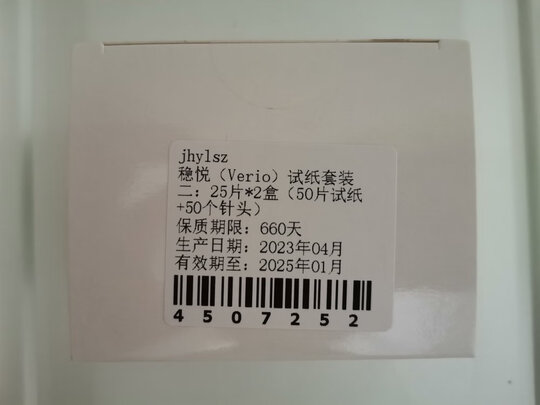 jhylsz
稳悦（Verio）试纸套装
二：25片*2盒（50片试纸
+50个针头）
保质期限：660天
生产日期：2023年04月
有效期至：2025年01月
4507252